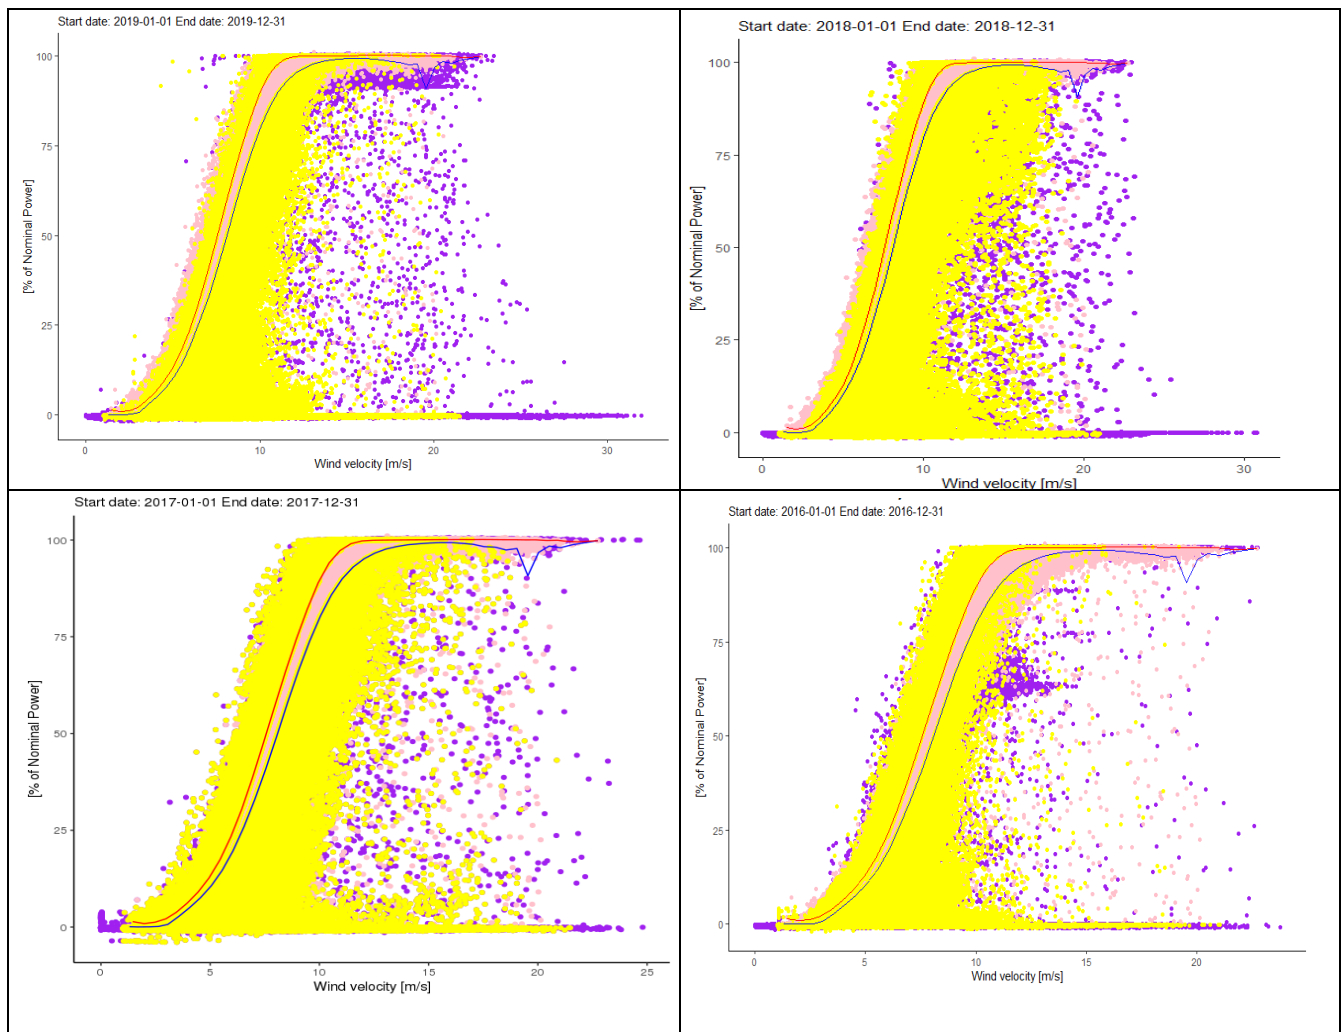 Start date: 2019-01-01 End date: 2019-12-31
100
75
50
25
0
[% of Nominal Power]
0 10 20 30
Wind velocity [m/s]
Start date: 2018-01-01 End date: 2018-12-31
100
75
50
25
0
[% of Nominal Power]
0 10 20 30
Wind velocity [m/s]
Start date: 2017-01-01 End date: 2017-12-31
100
75
50
25
0
[% of Nominal Power]
0 5 10 15 20 25
Wind velocity [m/s]
Start date: 2016-01-01 End date: 2016-12-31
100
75
50
25
0
[% of Nominal Power]
0 5 10 15 20
Wind velocity [m/s]